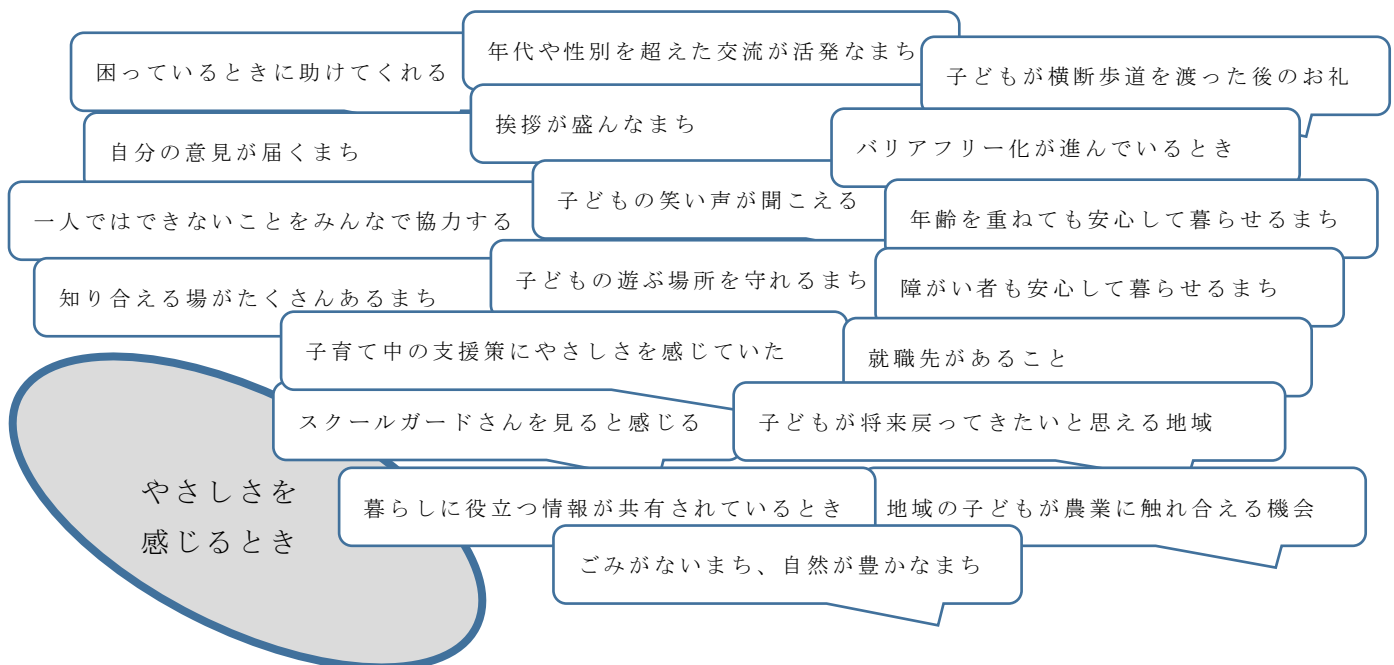 年代や性別を超えた交流が活発なまち
困っているときに助けてくれる
子どもが横断歩道を渡った後のお礼
挨拶が盛んなまち
自分の意見が届くまち
バリアフリー化が進んでいるとき
子どもの笑い声が聞こえる
一人ではできないことをみんなで協力する
年齢を重ねても安心して暮らせるまち
子どもの遊ぶ場所を守れるまち
知り合える場がたくさんあるまち
障がい者も安心して暮らせるまち
子育て中の支援策にやさしさを感じていた
就職先があること
スクールガードさんを見ると感じる
子どもが将来戻ってきたいと思える地域
やさしさを
感じるとき
暮らしに役立つ情報が共有されているとき
地域の子どもが農業に触れ合える機会
ごみがないまち、自然が豊かなまち